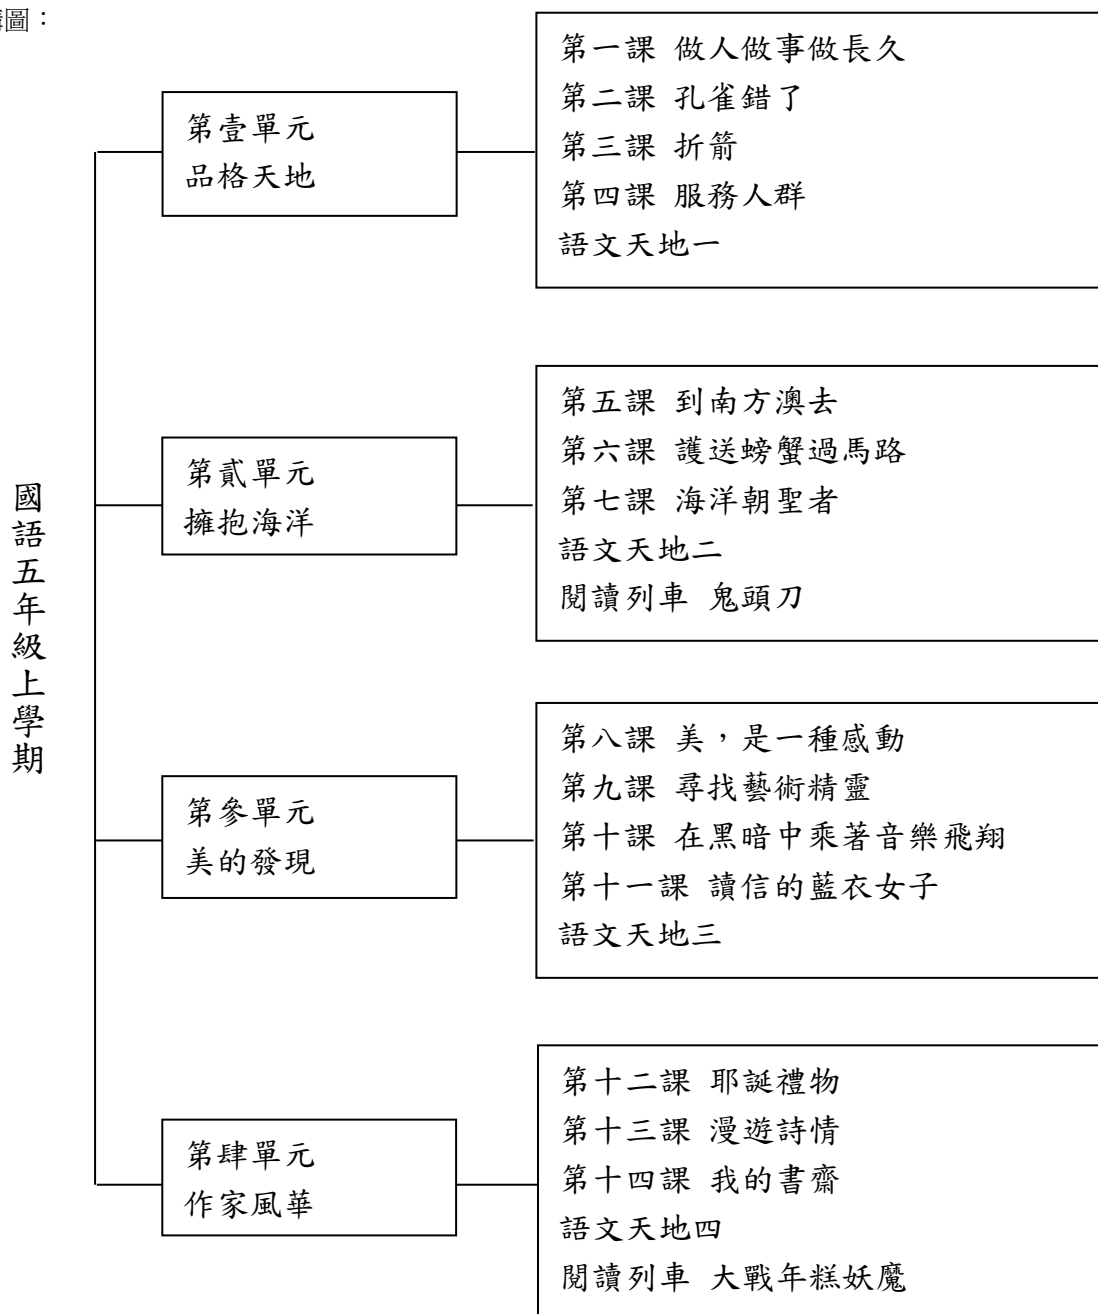 構圖：
國語五年級上學期
第壹單元
品格天地
第一課 做人做事做長久
第二課 孔雀錯了
第三課 折箭
第四課 服務人群
語文天地一
第貳單元
擁抱海洋
第五課 到南方澳去
第六課 護送螃蟹過馬路
第七課 海洋朝聖者
語文天地二
閱讀列車 鬼頭刀
第參單元
美的發現
第八課 美，是一種感動
第九課 尋找藝術精靈
第十課 在黑暗中乘著音樂飛翔
第十一課 讀信的藍衣女子
語文天地三
第肆單元
作家風華
第十二課 耶誕禮物
第十三課 漫遊詩情
第十四課 我的書齋
語文天地四
閱讀列車 大戰年糕妖魔